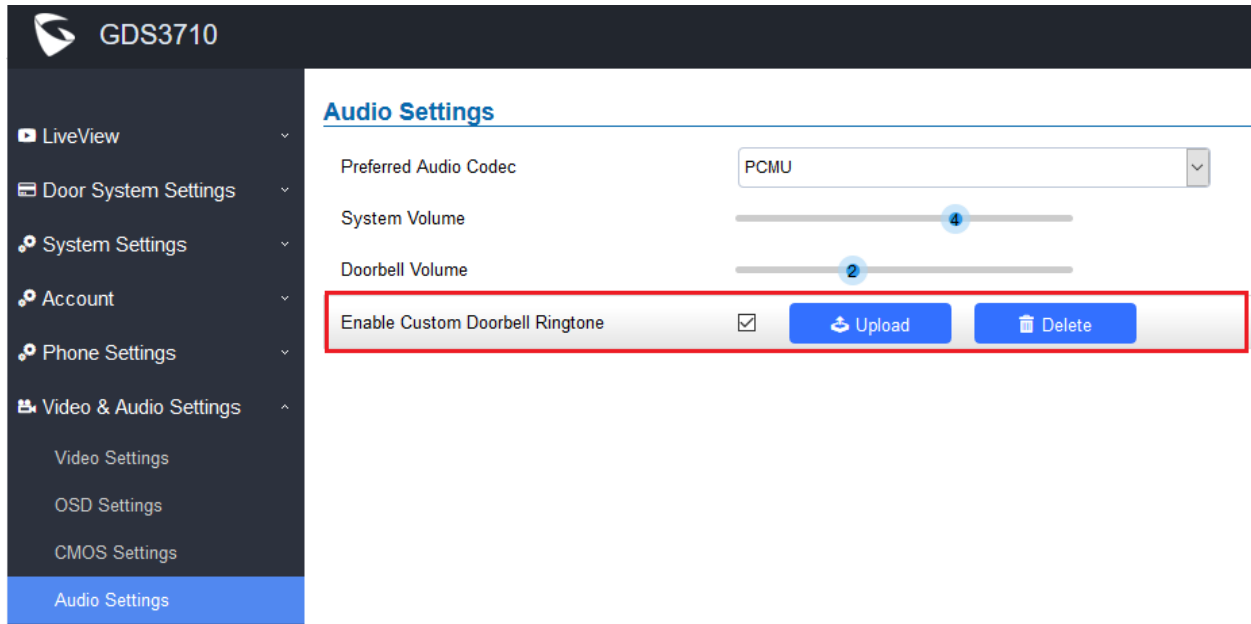 GDS3710
LiveView
Door System Settings
System Settings
Account
Phone Settings
Video & Audio Settings
Video Settings
OSD Settings
CMOS Settings
Audio Settings
Audio Settings
Preferred Audio Codec PCMU
System Volume 4
Doorbell Volume 2
Enable Custom Doorbell Ringtone Upload Delete